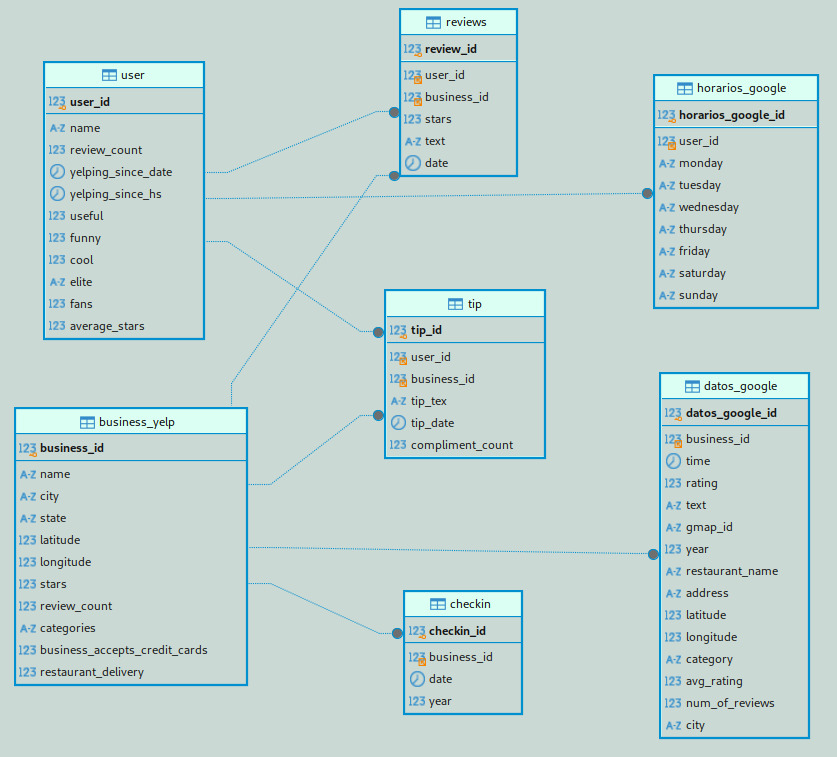 user
123 user_id
A-Z name
123 review_count
yelping_since_date
yelping_since_hs
123 useful
123 funny
123 cool
A-Z elite
123 fans
123 average_stars
reviews
123 review_id
123 user_id
123 business_id
123 stars
A-Z text
date
horarios_google
123 horarios_google_id
123 user_id
A-Z monday
A-Z tuesday
A-Z wednesday
A-Z thursday
A-Z friday
A-Z saturday
A-Z sunday
tip
123 tip_id
123 user_id
123 business_id
A-Z tip_tex
tip_date
123 compliment_count
business_yelp
123 business_id
A-Z name
A-Z city
A-Z state
123 latitude
123 longitude
123 stars
123 review_count
A-Z categories
123 business_accepts_credit_cards
123 restaurant_delivery
datos_google
123 datos_google_id
123 business_id
time
123 rating
A-Z text
A-Z gmap_id
123 year
A-Z restaurant_name
A-Z address
123 latitude
123 longitude
A-Z category
123 avg_rating
123 num_of_reviews
A-Z city
checkin
123 checkin_id
123 business_id
date
123 year